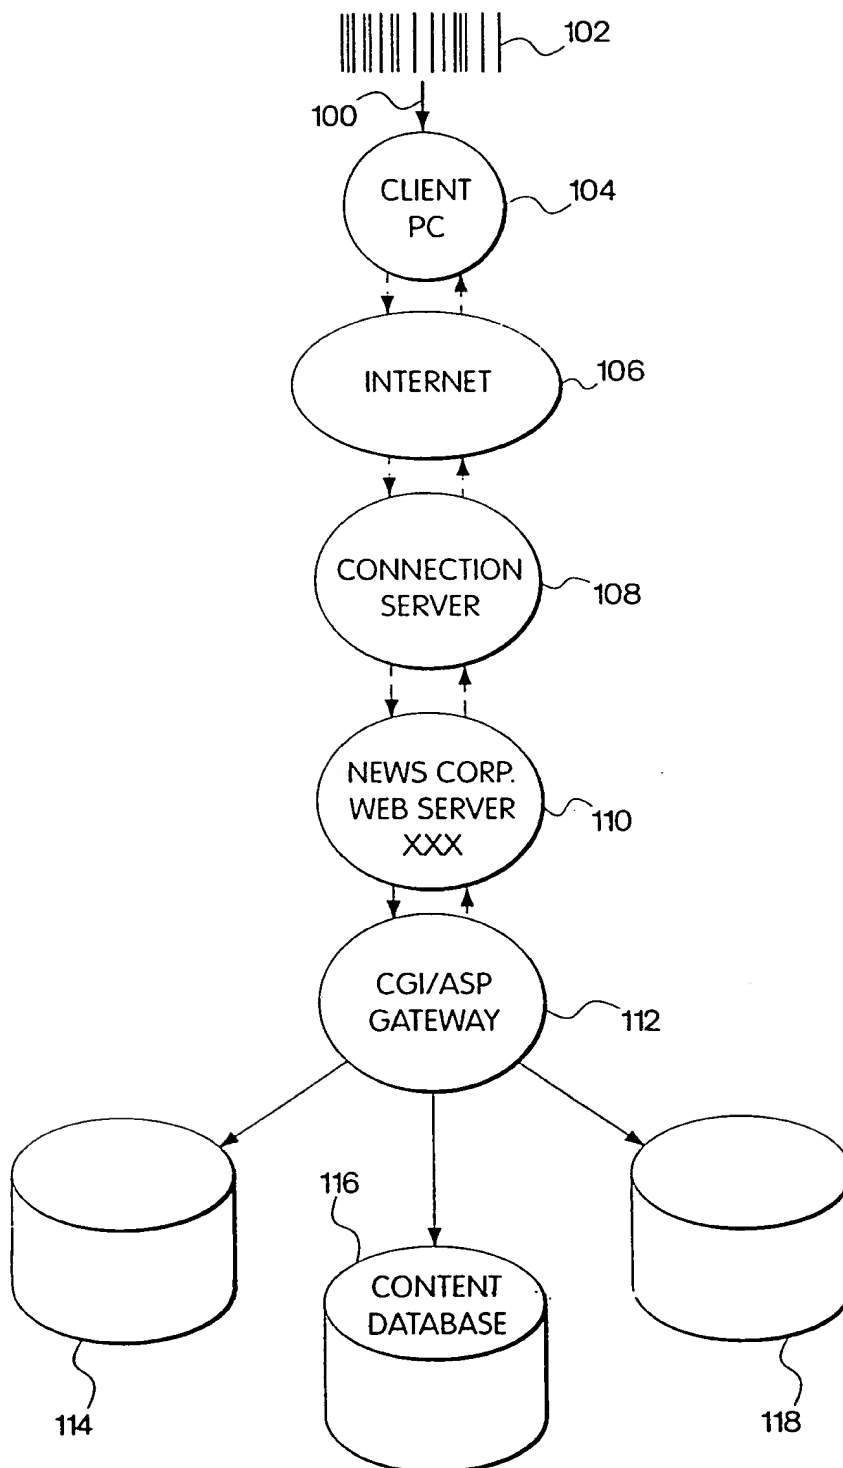 102
100
CLIENT
PC
104
INTERNET
106
CONNECTION
SERVER
108
NEWS CORP.
WEB SERVER
XXX
110
CGI/ASP
GATEWAY
112
116
CONTENT
DATABASE
114
118